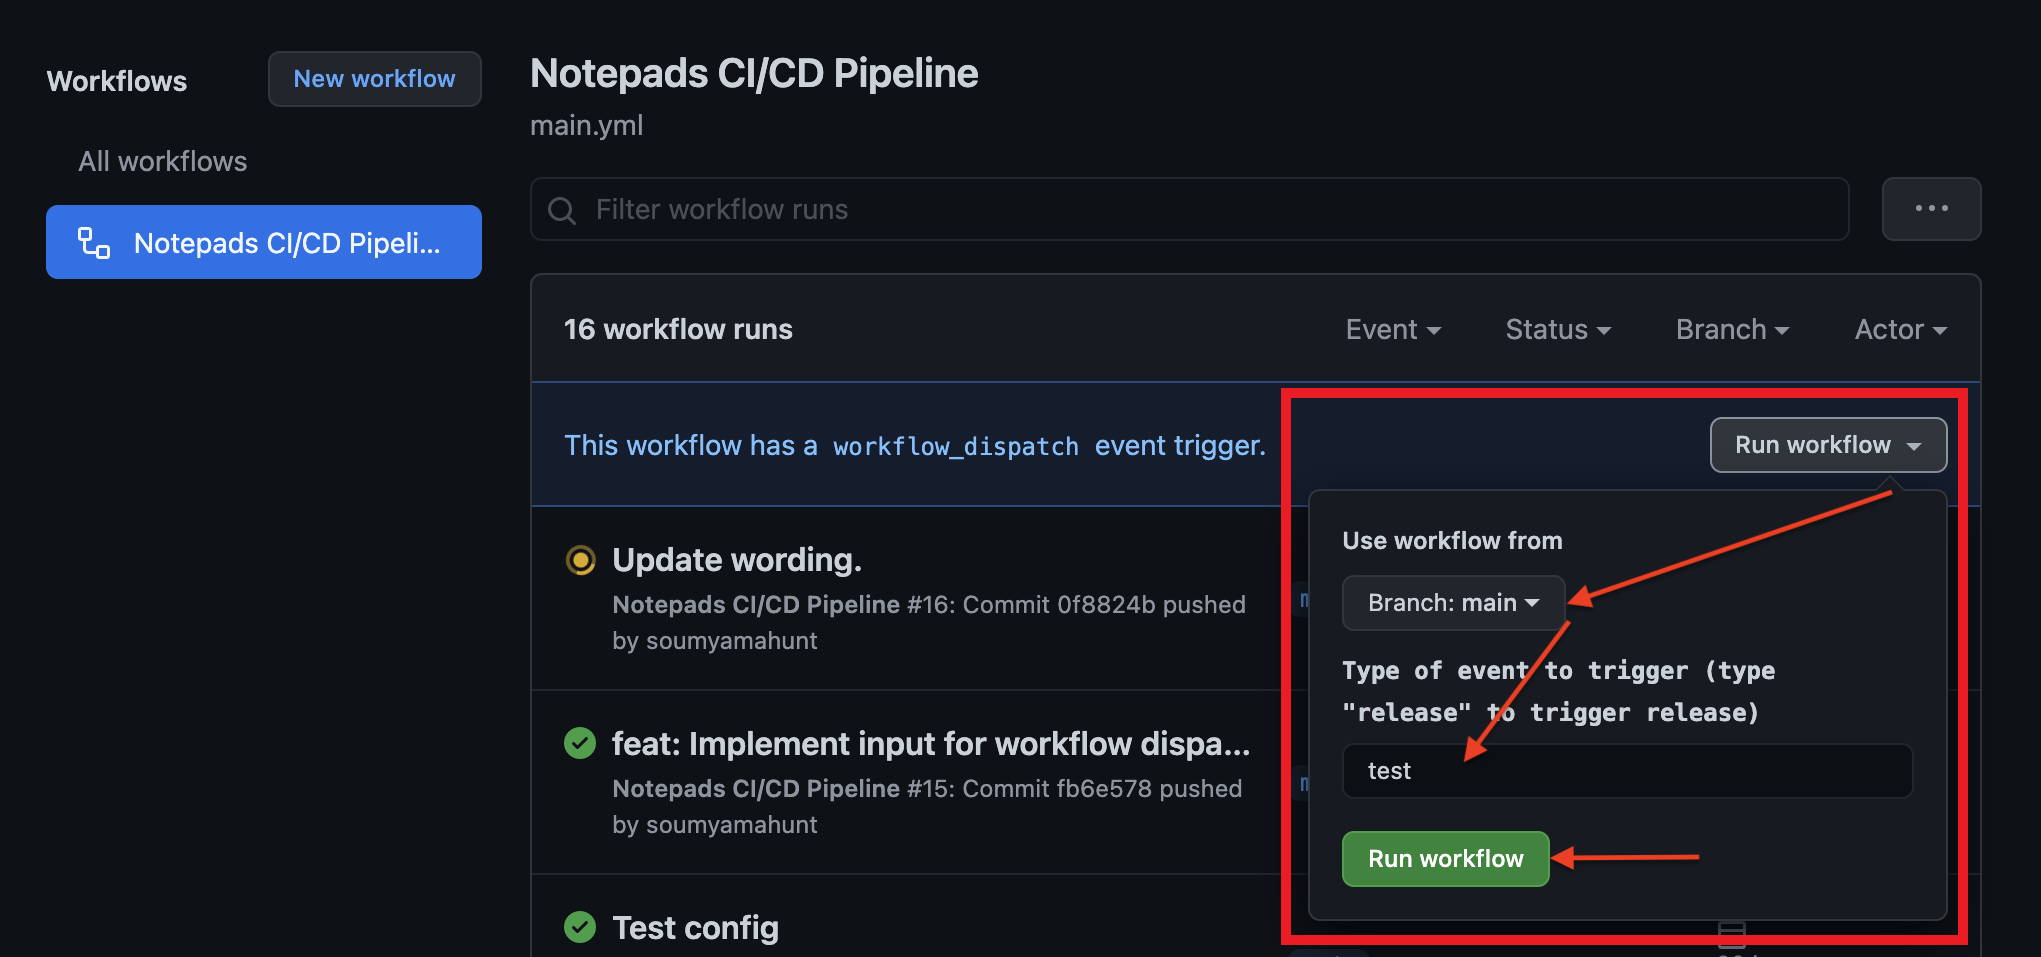 Workflows
New workflow
All workflows
Notepads CI/CD Pipeli...
Notepads CI/CD Pipeline
main.yml
Filter workflow runs
16 workflow runs
Event
Status
Branch
Actor
This workflow has a workflow_dispatch event trigger.
Run workflow
Update wording.
Notepads CI/CD Pipeline #16: Commit 0f8824b pushed
by soumyamahunt
feat: Implement input for workflow dispa...
Notepads CI/CD Pipeline #15: Commit fb6e578 pushed
by soumyamahunt
Test config
Use workflow from
Branch: main
Type of event to trigger (type
"release" to trigger release)
test
Run workflow